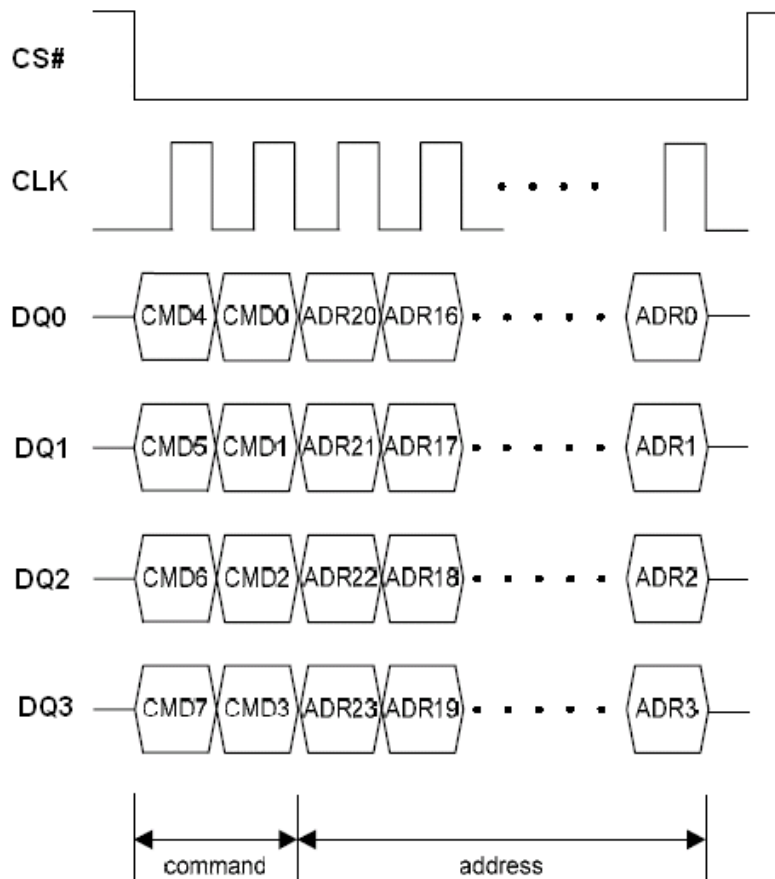 CS#
CLK
DQ0 CMD4 CMD0 ADR20 ADR16 ADR0
DQ1 CMD5 CMD1 ADR21 ADR17 ADR1
DQ2 CMD6 CMD2 ADR22 ADR18 ADR2
DQ3 CMD7 CMD3 ADR23 ADR19 ADR3
command address